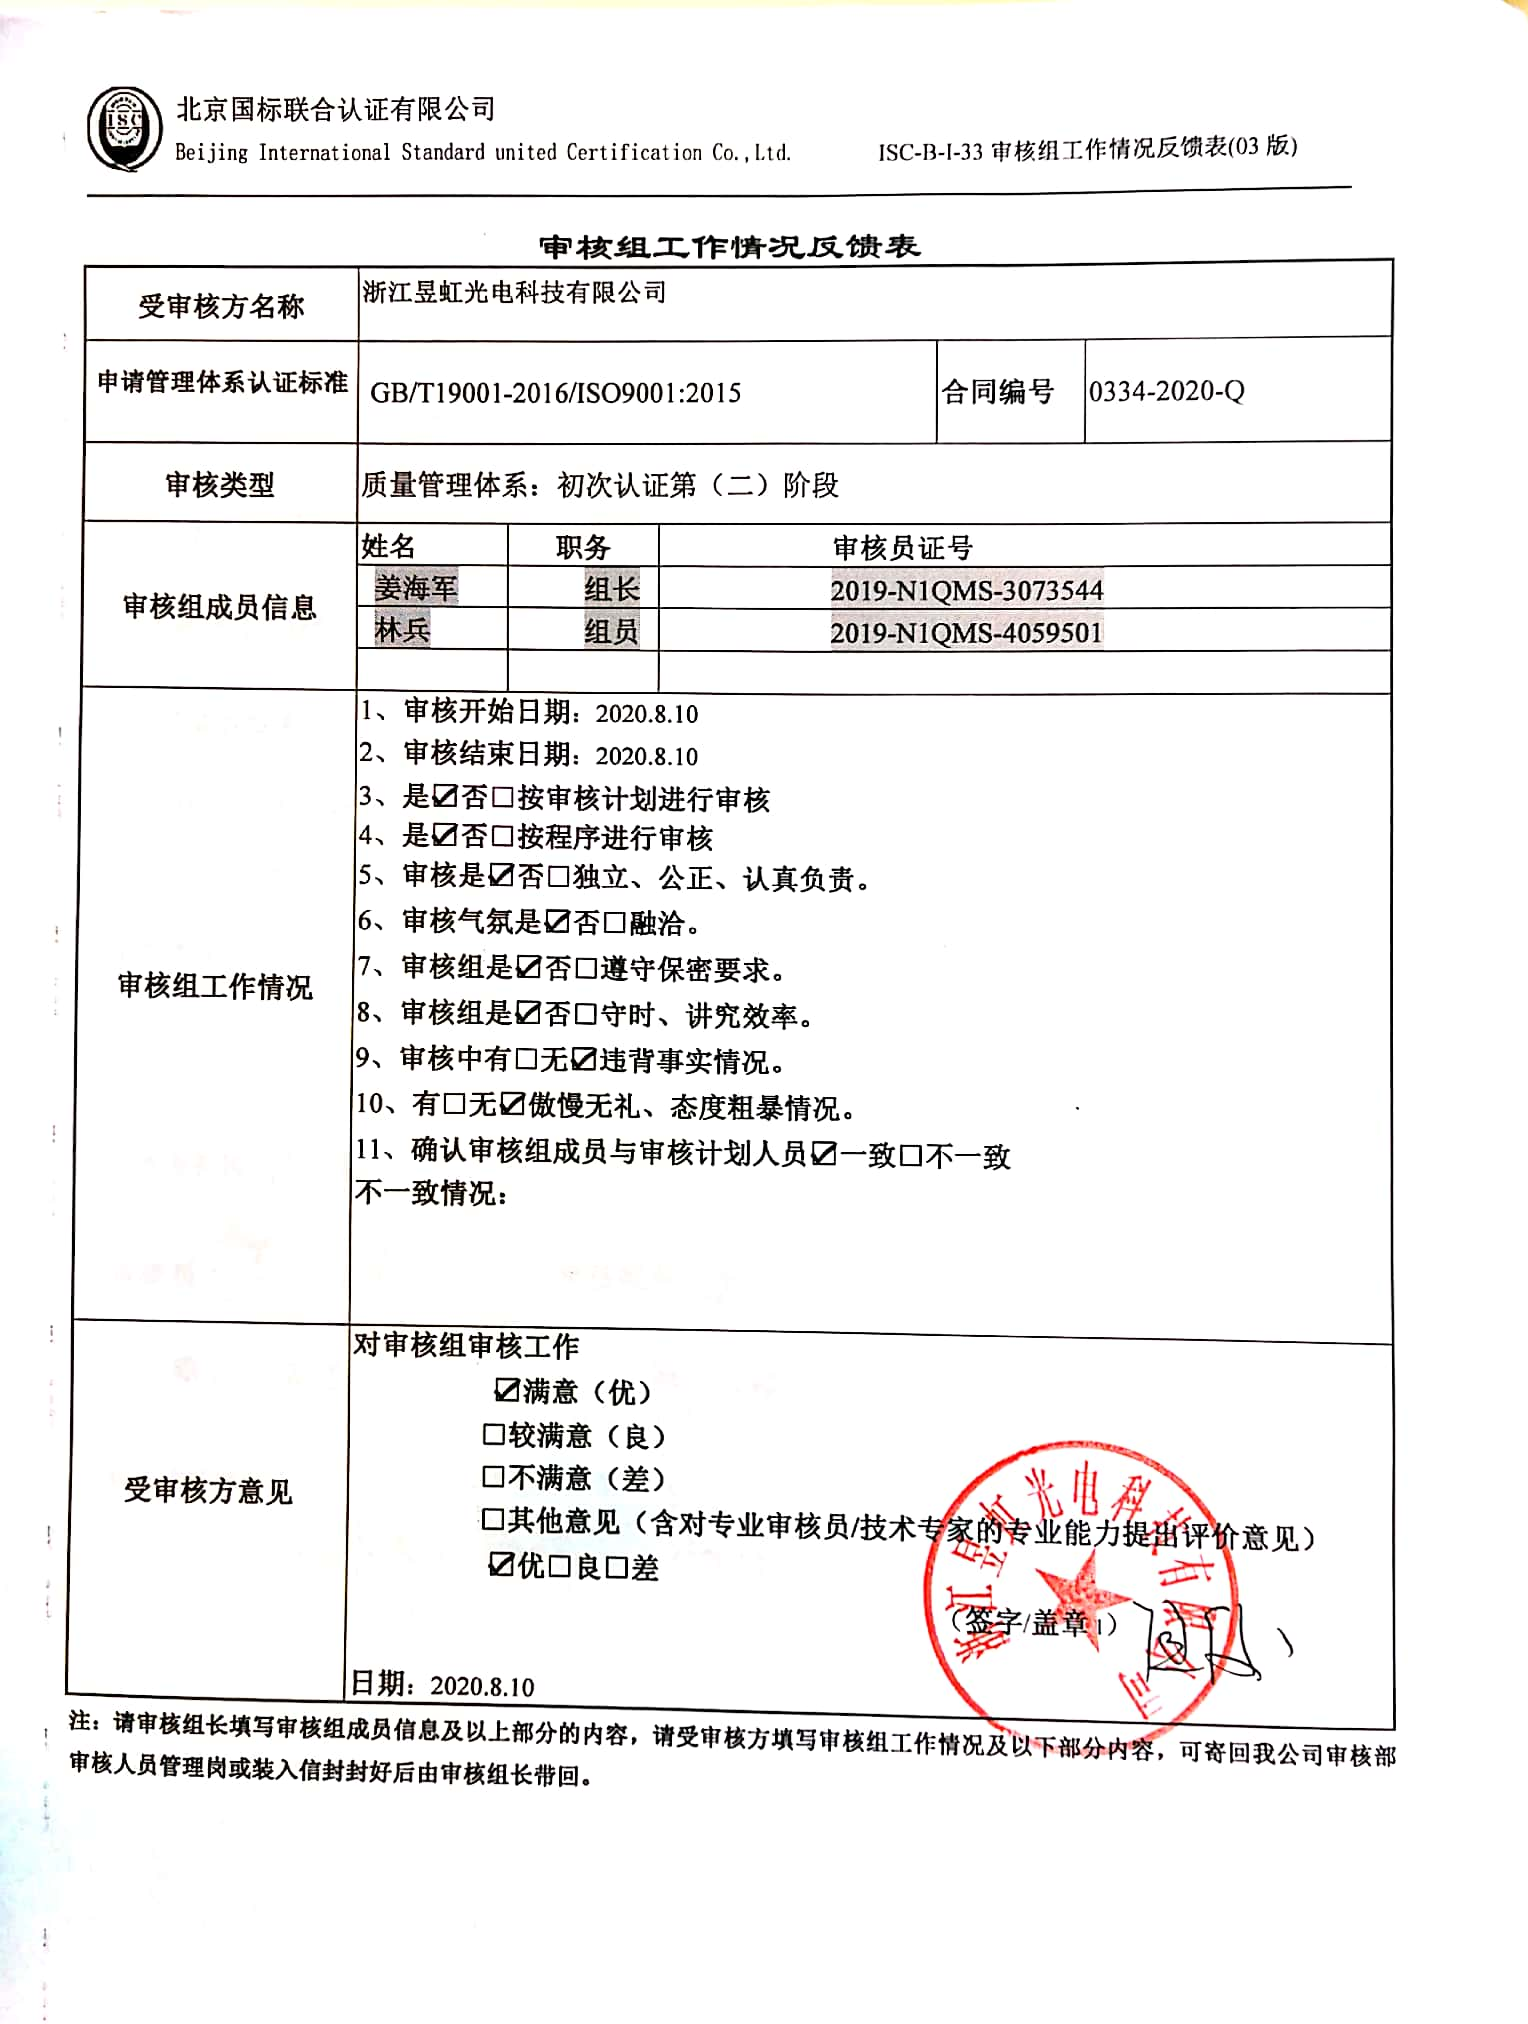 ISC
北京国标联合认证有限公司
Beijing International Standard united Certification Co.,Ltd.
ISC-B-I-33 审核组工作情况反馈表(03 版)
审核组工作情况反馈表
受审核方名称 浙江昱虹光电科技有限公司
申请管理体系认证标准 GB/T19001-2016/ISO9001:2015 合同编号 0334-2020-Q
审核类型 质量管理体系：初次认证第（二）阶段
审核组成员信息
姓名 职务 审核员证号
姜海军 组长 2019-N1QMS-3073544
林兵 组员 2019-N1QMS-4059501
审核组工作情况
1、审核开始日期：2020.8.10
2、审核结束日期：2020.8.10
3、是☑否□按审核计划进行审核
4、是☑否□按程序进行审核
5、审核是☑否□独立、公正、认真负责。
6、审核气氛是☑否□融洽。
7、审核组是☑否□遵守保密要求。
8、审核组是☑否□守时、讲究效率。
9、审核中有□无☑违背事实情况。
10、有□无☑傲慢无礼、态度粗暴情况。
11、确认审核组成员与审核计划人员☑一致□不一致
不一致情况：
受审核方意见
对审核组审核工作
☑满意（优）
□较满意（良）
□不满意（差）
□其他意见（含对专业审核员/技术专家的专业能力提出评价意见）
☑优□良□差
（签字/盖章）
日期：2020.8.10
浙江昱虹光电科技有限公司
注：请审核组长填写审核组成员信息及以上部分的内容，请受审核方填写审核组工作情况及以下部分内容，可寄回我公司审核部
审核人员管理岗或装入信封封好后由审核组长带回。